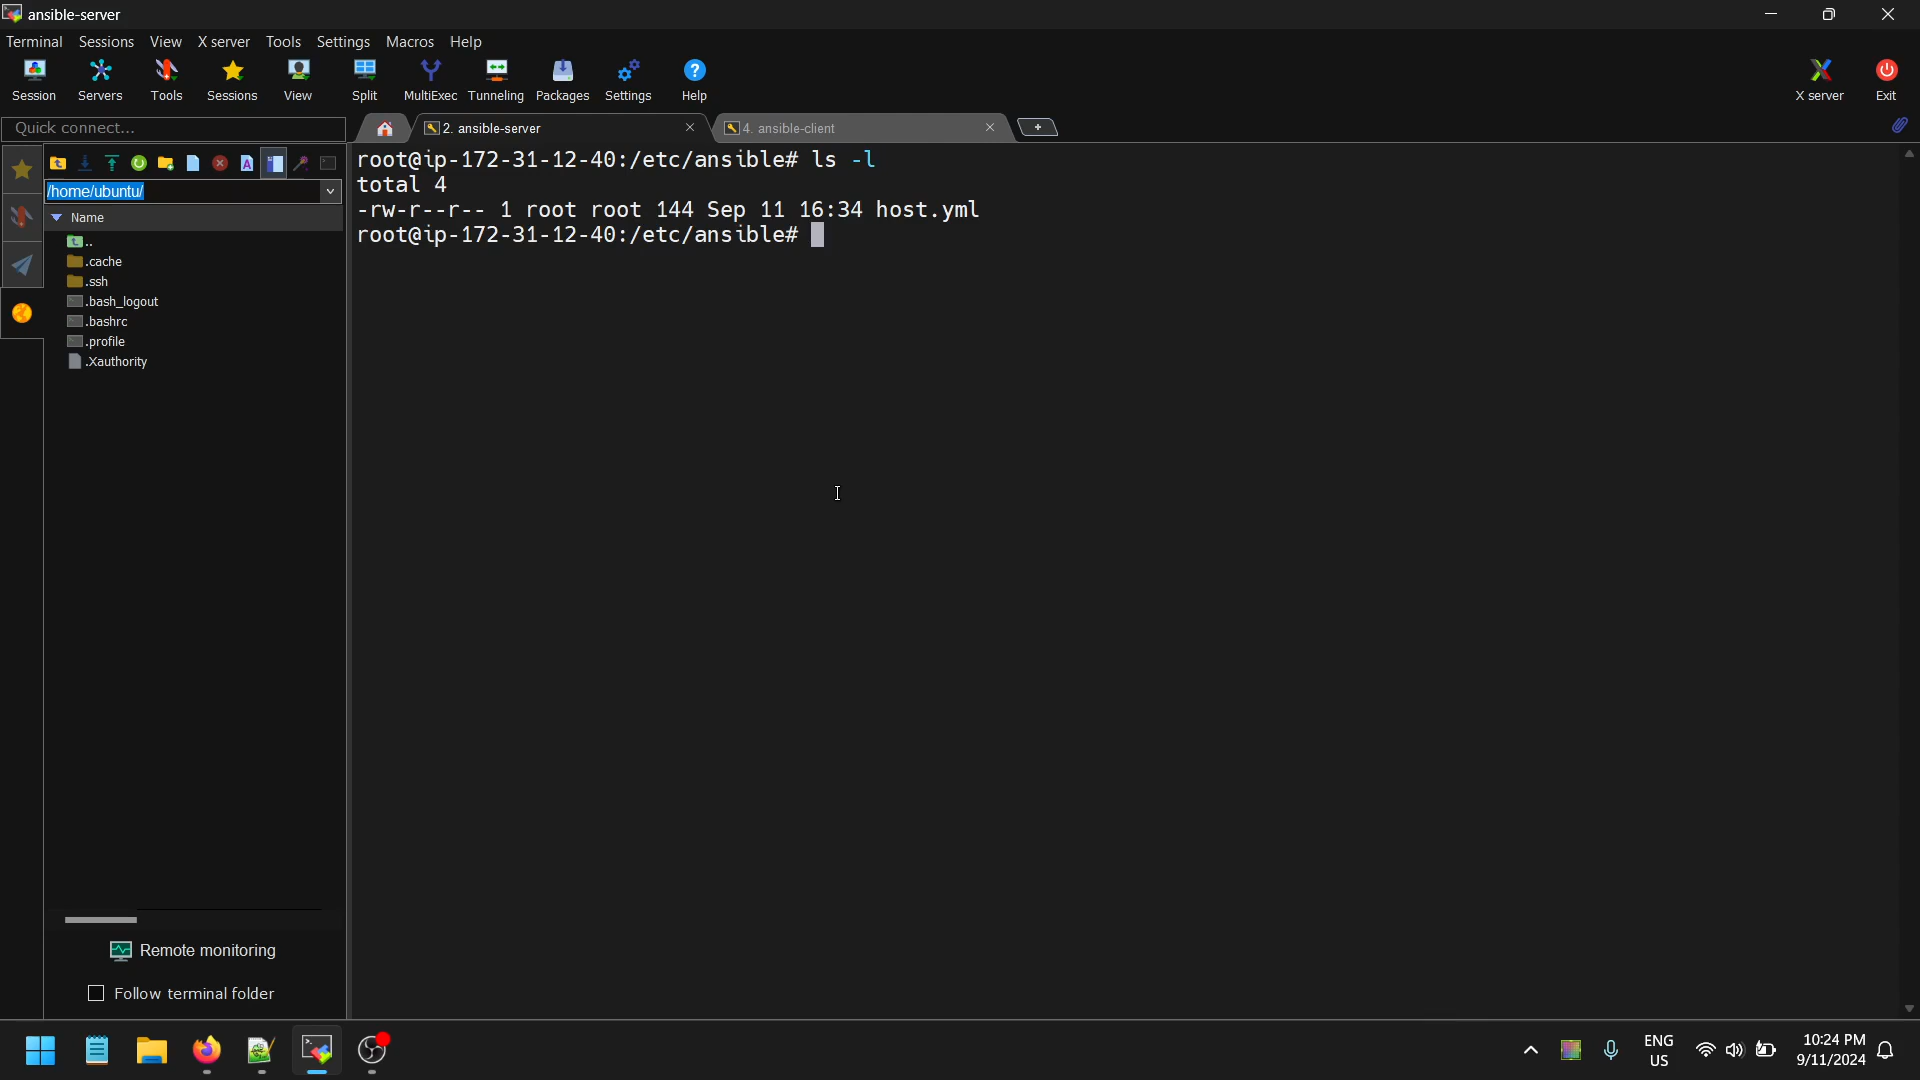 ansible-server
Terminal Sessions View X server Tools Settings Macros Help
Session Servers Tools Sessions View Split MultiExec Tunneling Packages Settings Help X server Exit
Quick connect... 2. ansible-server 4. ansible-client
/home/ubuntu/
Name
..
.cache
.ssh
.bash_logout
.bashrc
.profile
.Xauthority
Remote monitoring
Follow terminal folder
root@ip-172-31-12-40:/etc/ansible# ls -l
total 4
-rw-r--r-- 1 root root 144 Sep 11 16:34 host.yml
root@ip-172-31-12-40:/etc/ansible#
ENG
US
10:24 PM
9/11/2024